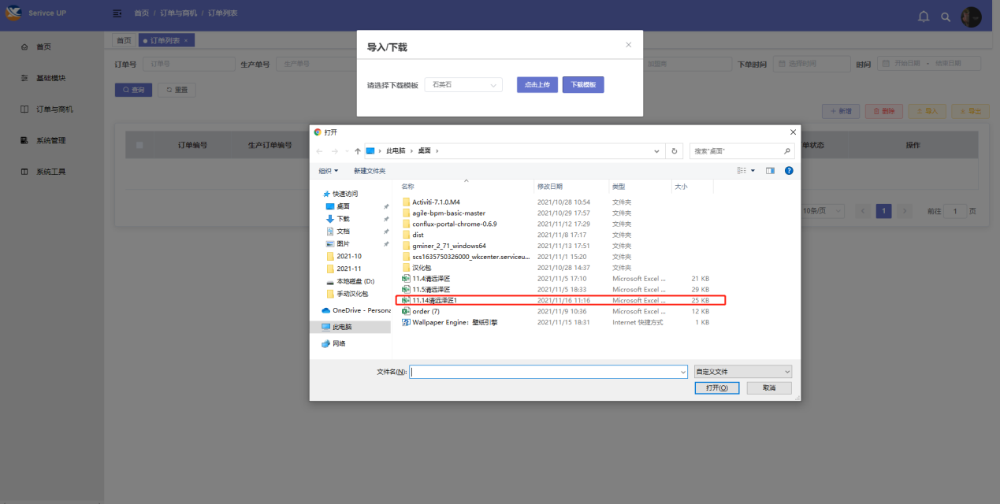 Serivce UP
首页 / 订单与商机 / 订单列表
首页
基础模块
订单与商机
系统管理
系统工具
首页
订单列表 ×
订单号 订单号 生产单号 生产单号
下单时间 选择时间 时间 开始日期 - 结束日期
查询 重置
+ 新增 删除 导入 导出
导入/下载
请选择下载模板 石英石 点击上传 下载模板
订单编号 生产订单编号 单状态 操作
10条/页 1 前往 1 页
打开
此电脑 › 桌面 ›
搜索"桌面"
组织 新建文件夹
快速访问
桌面
下载
文档
图片
2021-10
2021-11
本地磁盘 (D:)
手动汉化包
OneDrive - Persona
此电脑
网络
名称 修改日期 类型 大小
Activiti-7.1.0.M4 2021/10/28 10:54 文件夹
agile-bpm-basic-master 2021/10/29 17:57 文件夹
conflux-portal-chrome-0.6.9 2021/11/12 17:29 文件夹
dist 2021/11/8 17:17 文件夹
gminer_2_71_windows64 2021/11/13 17:51 文件夹
scs1635750326000_wkcenter.serviceu... 2021/11/1 15:20 文件夹
汉化包 2021/10/28 14:37 文件夹
11.4清远泽匠 2021/11/5 17:10 Microsoft Excel ... 21 KB
11.5清远泽匠 2021/11/5 18:33 Microsoft Excel ... 29 KB
11.14清远泽匠1 2021/11/16 11:16 Microsoft Excel ... 25 KB
order (7) 2021/11/9 10:36 Microsoft Excel ... 12 KB
Wallpaper Engine：壁纸引擎 2021/11/15 18:31 Internet 快捷方式 1 KB
文件名(N): 自定义文件
打开(O) 取消